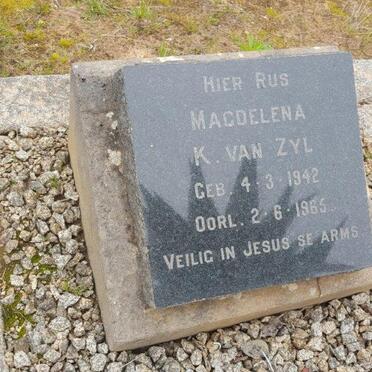 HIER RUS
MAGDELENA
K. VAN ZYL
GEB. 4-3-1942
OORL. 2-6-1965
VEILIG IN JESUS SE ARMS